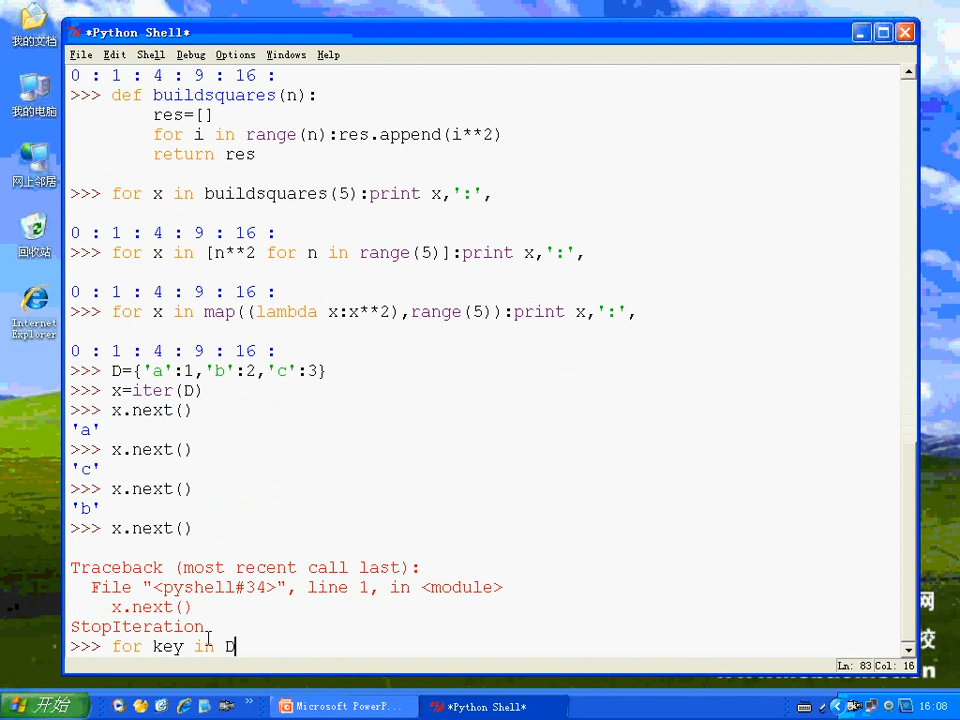 我的文档
我的电脑
网上邻居
回收站
Internet
Explorer
*Python Shell*
File Edit Shell Debug Options Windows Help
0 : 1 : 4 : 9 : 16 :
>>> def buildsquares(n):
res=[]
for i in range(n):res.append(i**2)
return res
>>> for x in buildsquares(5):print x,':',
0 : 1 : 4 : 9 : 16 :
>>> for x in [n**2 for n in range(5)]:print x,':',
0 : 1 : 4 : 9 : 16 :
>>> for x in map((lambda x:x**2),range(5)):print x,':',
0 : 1 : 4 : 9 : 16 :
>>> D={'a':1,'b':2,'c':3}
>>> x=iter(D)
>>> x.next()
'a'
>>> x.next()
'c'
>>> x.next()
'b'
>>> x.next()
Traceback (most recent call last):
File "<pyshell#34>", line 1, in <module>
x.next()
StopIteration
>>> for key in D
Ln: 83 Col: 16
网
校
开始
»
Microsoft PowerP...
*Python Shell*
16:08